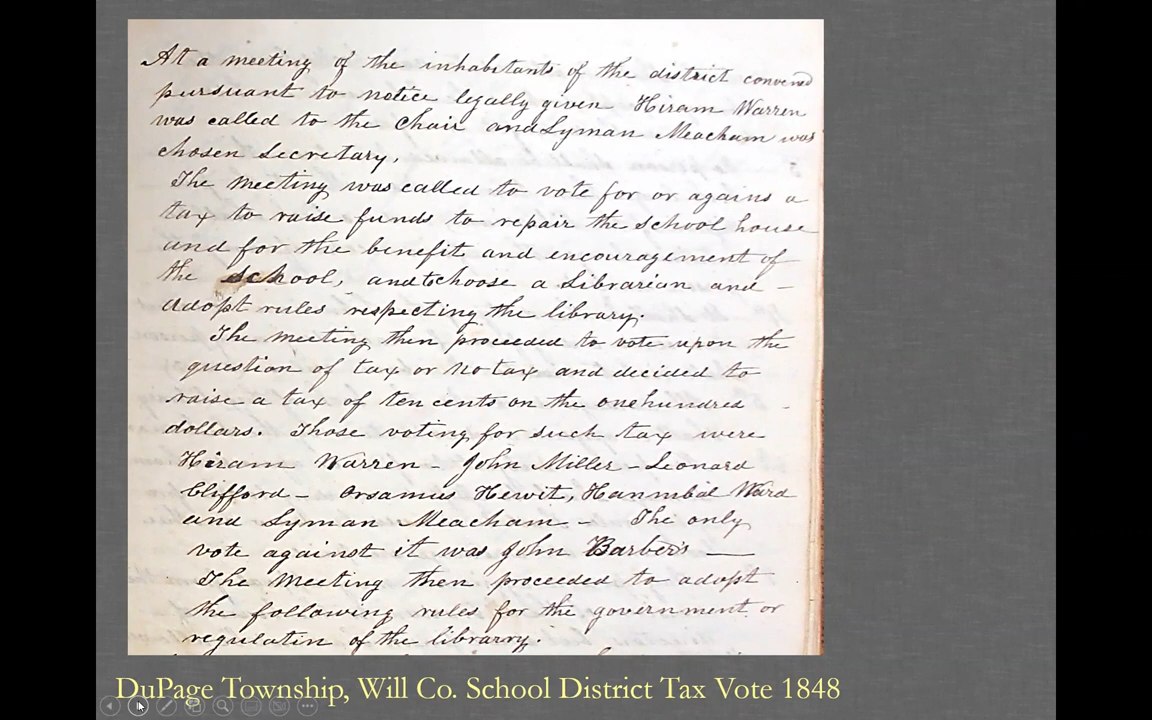 At a meeting of the inhabitants of the district convened
pursuant to notice legally given Hiram Warren
was called to the Chair and Lyman Meacham was
chosen Secretary.
The Meeting was called to vote for or agains a
tax to raise funds to repair the school house
and for the benefit and encouragement of
the school, and to choose a Librarian and –
adopt rules respecting the library.
The meeting then proceeded to vote upon the
question of tax or no tax and decided to
raise a tax of ten cents on the one hundred
dollars. Those voting for such tax were
Hiram Warren – John Miller – Leonard
Clifford – Orsamus Hewit, Hannibal Ward
and Lyman Meacham – The only
vote against it was John Barber's —
The Meeting then proceeded to adopt
the following rules for the government or
regulatin of the librarry.
DuPage Township, Will Co. School District Tax Vote 1848